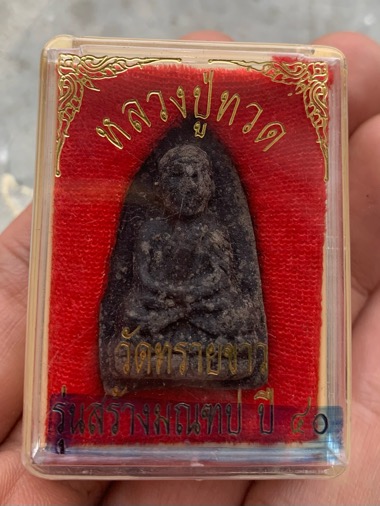 หลวงปู่ทวด
วัดทรายขาว
รุ่นสร้างมณฑป ปี ๔๐